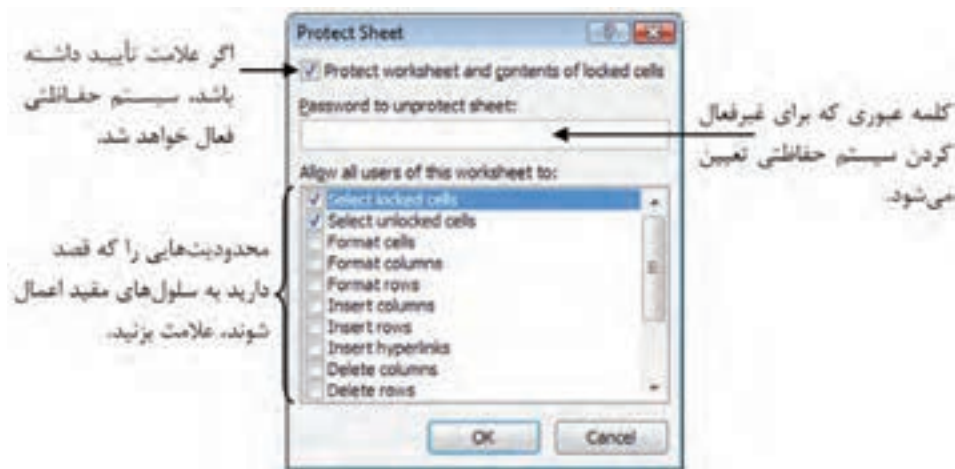 Protect Sheet
Protect worksheet and contents of locked cells
Password to unprotect sheet:
Allow all users of this worksheet to:
Select locked cells
Select unlocked cells
Format cells
Format columns
Format rows
Insert columns
Insert rows
Insert hyperlinks
Delete columns
Delete rows
OK
Cancel
اگر علامت تأیید داشته
باشد، سیستم حفاظتی
فعال خواهد شد.
کلمه عبوری که برای غیرفعال
کردن سیستم حفاظتی تعیین
می‌شود.
محدودیت‌هایی را که قصد
دارید به سلول‌های مقید اعمال
شوند، علامت بزنید.